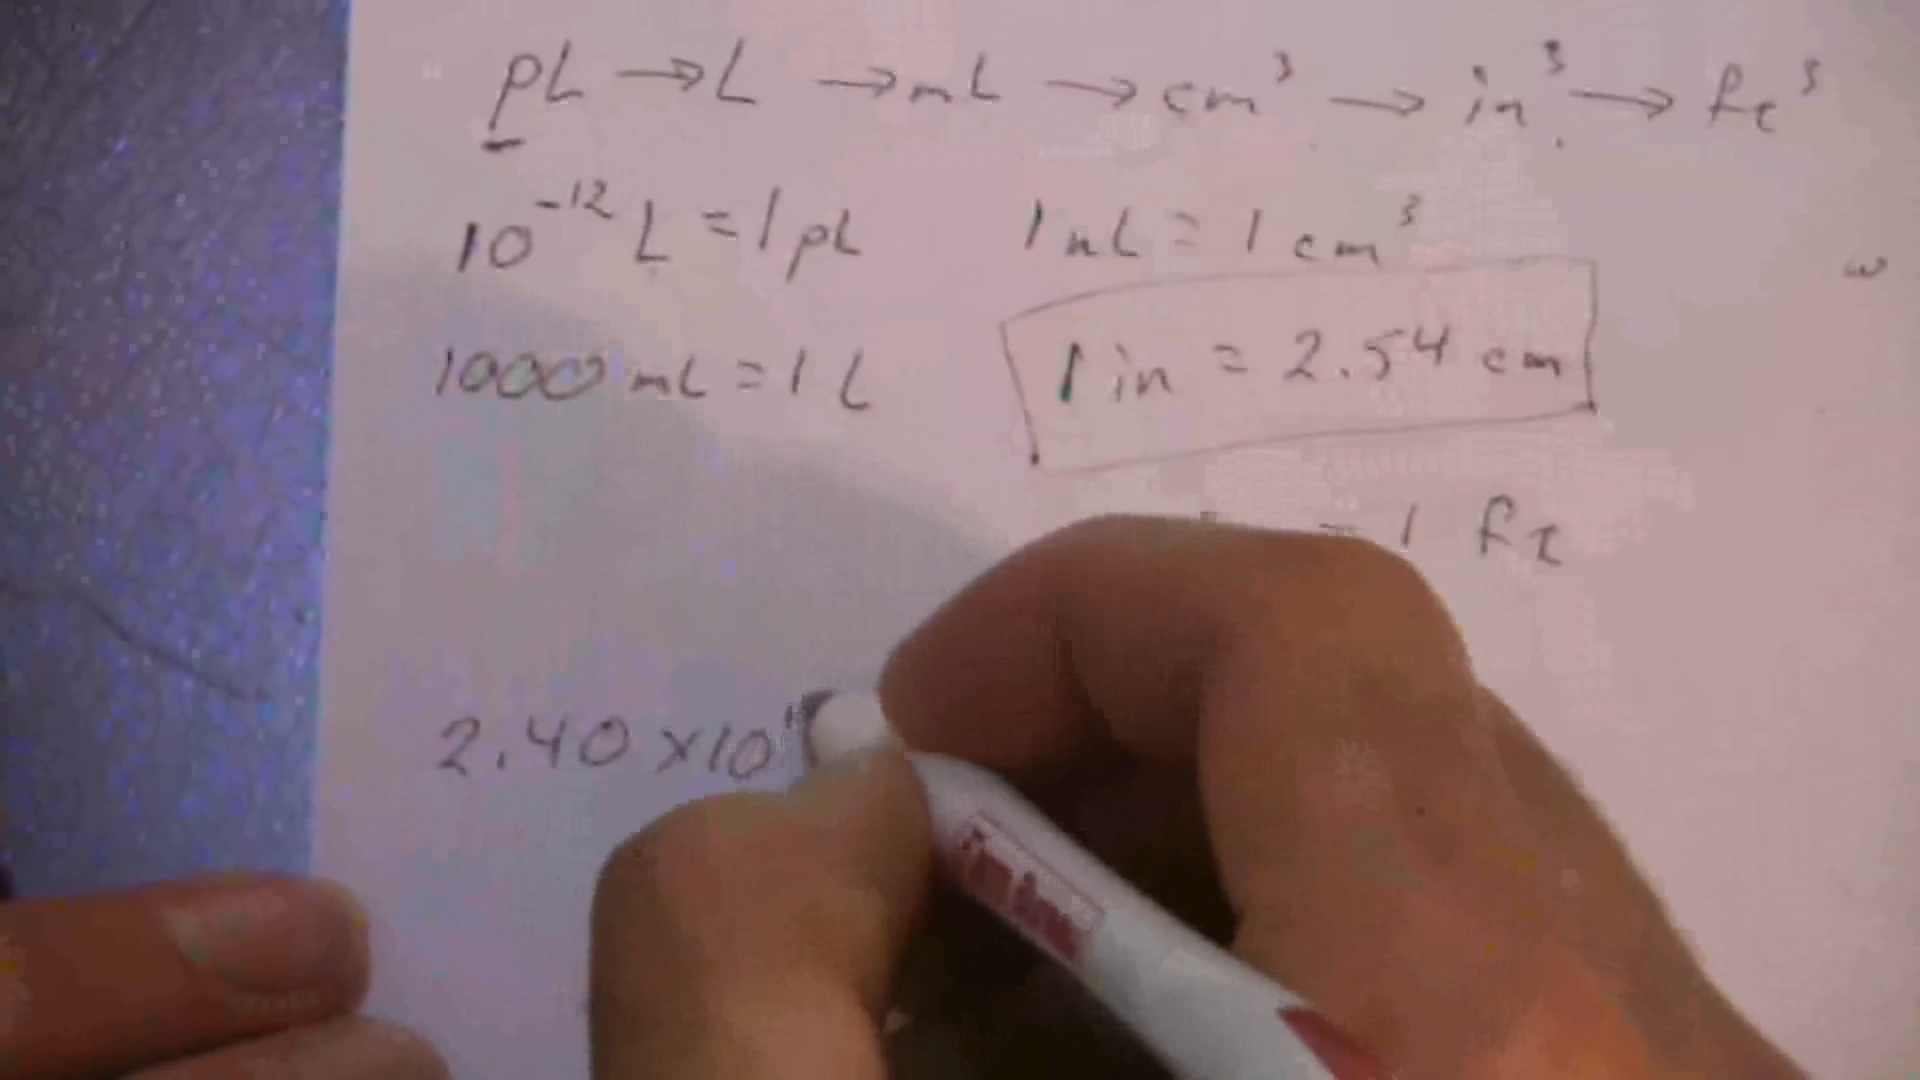 pL → L → mL → cm³ → in³ → ft³
10⁻¹² L = 1 pL
1 mL = 1 cm³
1000 mL = 1 L
1 in = 2.54 cm
= 1 ft
2.40 x 10